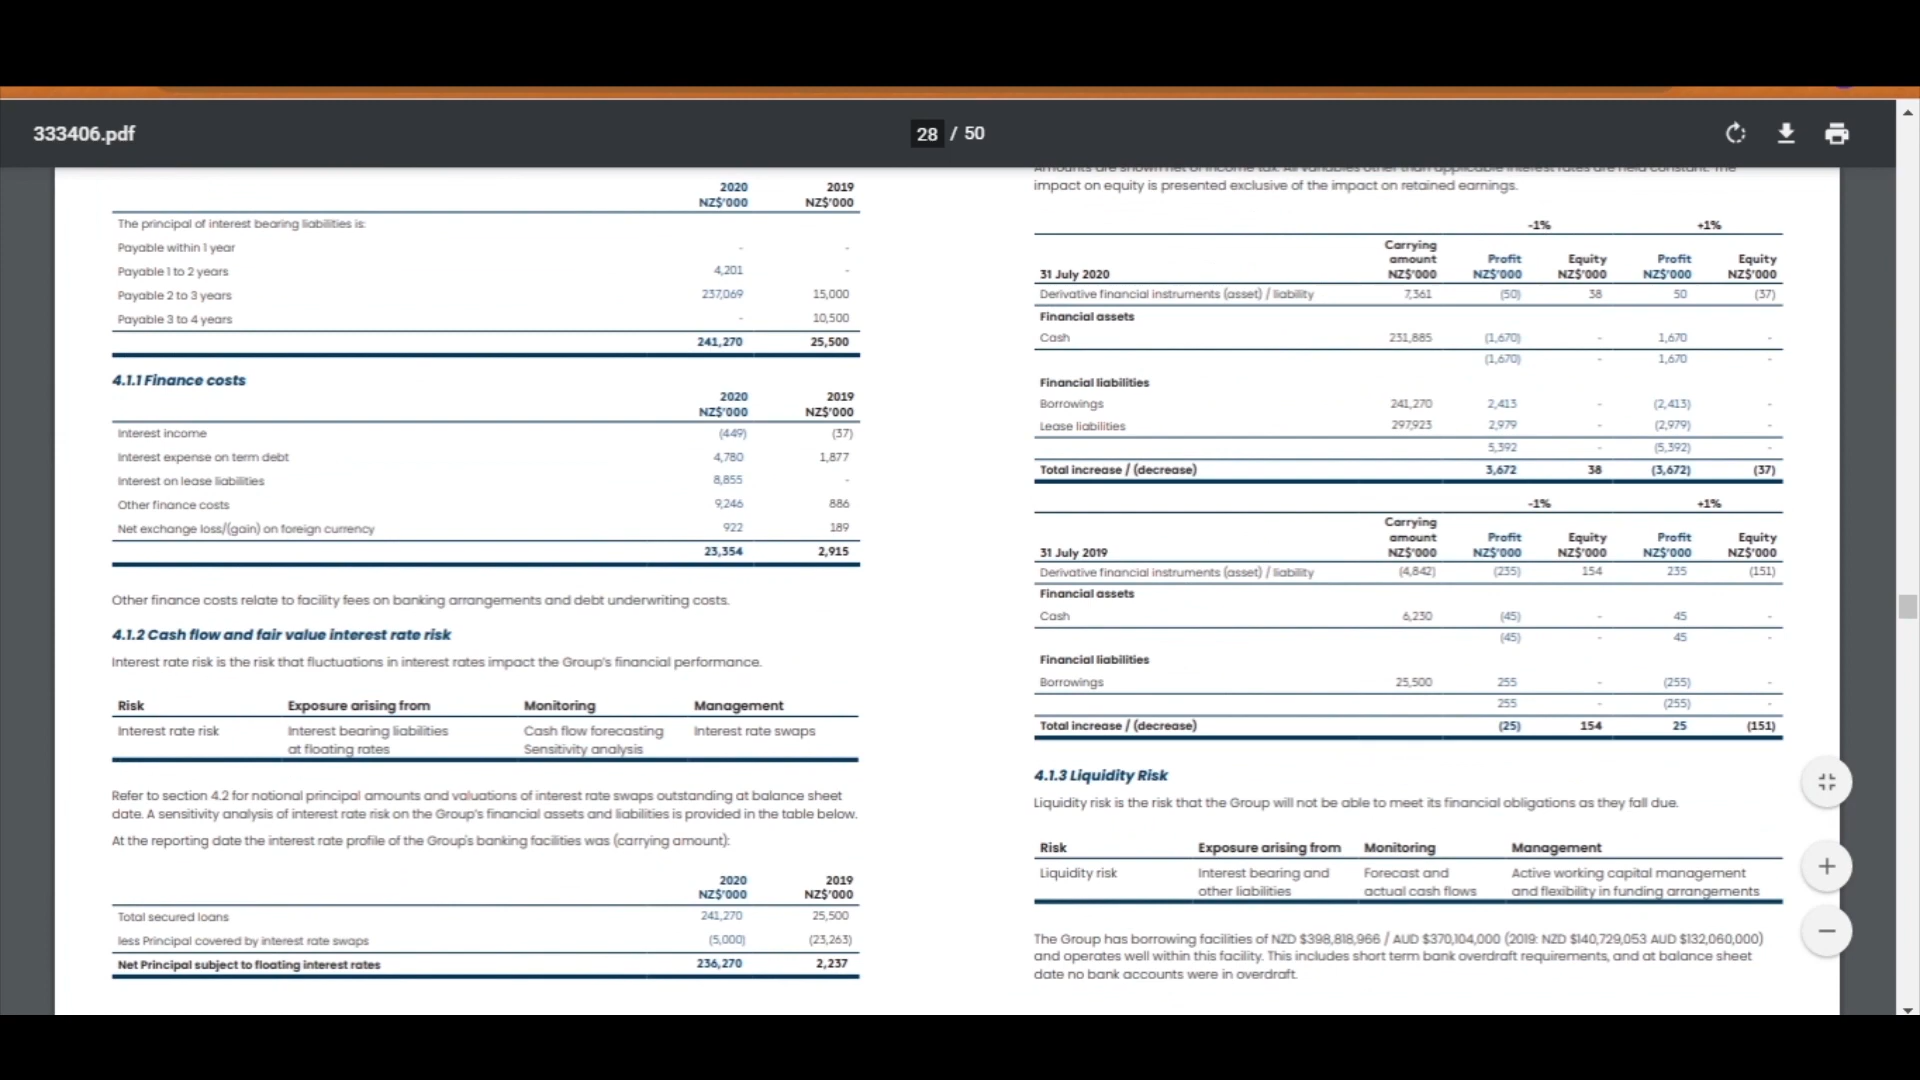 333406.pdf
28 / 50
2020 2019
NZ$'000 NZ$'000
The principal of interest bearing liabilities is:
Payable within 1 year - -
Payable 1 to 2 years 4,201 -
Payable 2 to 3 years 237,069 15,000
Payable 3 to 4 years - 10,500
241,270 25,500
4.1.1 Finance costs
2020 2019
NZ$'000 NZ$'000
Interest income (449) (37)
Interest expense on term debt 4,780 1,877
Interest on lease liabilities 8,855 -
Other finance costs 9,246 886
Net exchange loss/(gain) on foreign currency 922 189
23,354 2,915
Other finance costs relate to facility fees on banking arrangements and debt underwriting costs.
4.1.2 Cash flow and fair value interest rate risk
Interest rate risk is the risk that fluctuations in interest rates impact the Group's financial performance.
Risk Exposure arising from Monitoring Management
Interest rate risk Interest bearing liabilities Cash flow forecasting Interest rate swaps
at floating rates Sensitivity analysis
Refer to section 4.2 for notional principal amounts and valuations of interest rate swaps outstanding at balance sheet
date. A sensitivity analysis of interest rate risk on the Group's financial assets and liabilities is provided in the table below.
At the reporting date the interest rate profile of the Group's banking facilities was (carrying amount):
2020 2019
NZ$'000 NZ$'000
Total secured loans 241,270 25,500
less Principal covered by interest rate swaps (5,000) (23,263)
Net Principal subject to floating interest rates 236,270 2,237
Amounts are shown net of income tax. All variables other than applicable interest rates are held constant. The
impact on equity is presented exclusive of the impact on retained earnings.
-1% +1%
Carrying
amount Profit Equity Profit Equity
31 July 2020 NZ$'000 NZ$'000 NZ$'000 NZ$'000 NZ$'000
Derivative financial instruments (asset) / liability 7,361 (50) 38 50 (37)
Financial assets
Cash 231,885 (1,670) - 1,670 -
(1,670) - 1,670 -
Financial liabilities
Borrowings 241,270 2,413 - (2,413) -
Lease liabilities 297,923 2,979 - (2,979) -
5,392 - (5,392) -
Total increase / (decrease) 3,672 38 (3,672) (37)
-1% +1%
Carrying
amount Profit Equity Profit Equity
31 July 2019 NZ$'000 NZ$'000 NZ$'000 NZ$'000 NZ$'000
Derivative financial instruments (asset) / liability (4,842) (235) 154 235 (151)
Financial assets
Cash 6,230 (45) - 45 -
(45) - 45 -
Financial liabilities
Borrowings 25,500 255 - (255) -
255 - (255) -
Total increase / (decrease) (25) 154 25 (151)
4.1.3 Liquidity Risk
Liquidity risk is the risk that the Group will not be able to meet its financial obligations as they fall due.
Risk Exposure arising from Monitoring Management
Liquidity risk Interest bearing and Forecast and Active working capital management
other liabilities actual cash flows and flexibility in funding arrangements
The Group has borrowing facilities of NZD $398,818,966 / AUD $370,104,000 (2019: NZD $140,729,053 AUD $132,060,000)
and operates well within this facility. This includes short term bank overdraft requirements, and at balance sheet
date no bank accounts were in overdraft.